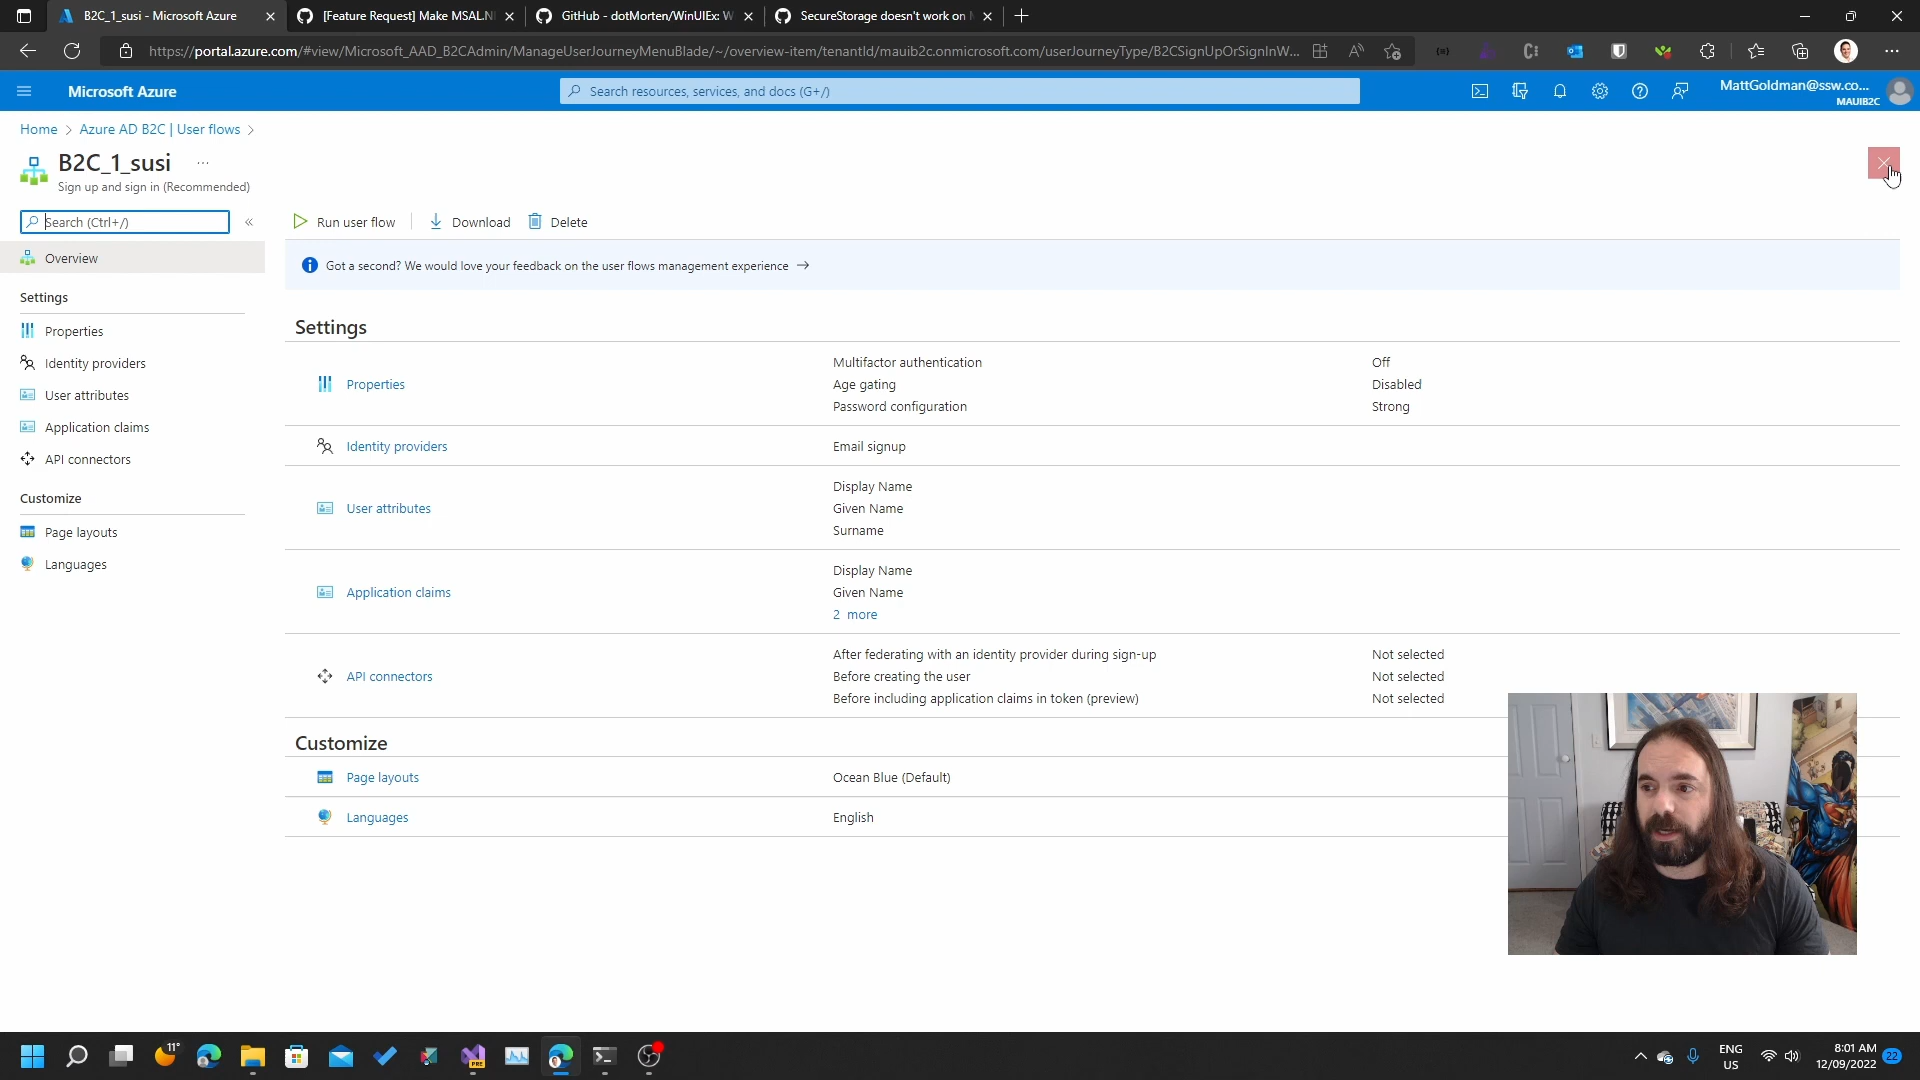 B2C_1_susi - Microsoft Azure
[Feature Request] Make MSAL.N
GitHub - dotMorten/WinUIEx: W
SecureStorage doesn't work on
https://portal.azure.com/#view/Microsoft_AAD_B2CAdmin/ManageUserJourneyMenuBlade/~/overview-item/tenantId/mauib2c.onmicrosoft.com/userJourneyType/B2CSignUpOrSignInW...
Microsoft Azure
Search resources, services, and docs (G+/)
MattGoldman@ssw.co...
MAUIB2C
Home > Azure AD B2C | User flows >
B2C_1_susi ...
Sign up and sign in (Recommended)
Search (Ctrl+/)
«
Run user flow
Download
Delete
Overview
Got a second? We would love your feedback on the user flows management experience →
Settings
Properties
Identity providers
User attributes
Application claims
API connectors
Customize
Page layouts
Languages
Settings
Properties
Multifactor authentication
Off
Age gating
Disabled
Password configuration
Strong
Identity providers
Email signup
User attributes
Display Name
Given Name
Surname
Application claims
Display Name
Given Name
2 more
API connectors
After federating with an identity provider during sign-up
Not selected
Before creating the user
Not selected
Before including application claims in token (preview)
Not selected
Customize
Page layouts
Ocean Blue (Default)
Languages
English
11°
PRE
ENG
US
8:01 AM
12/09/2022
22